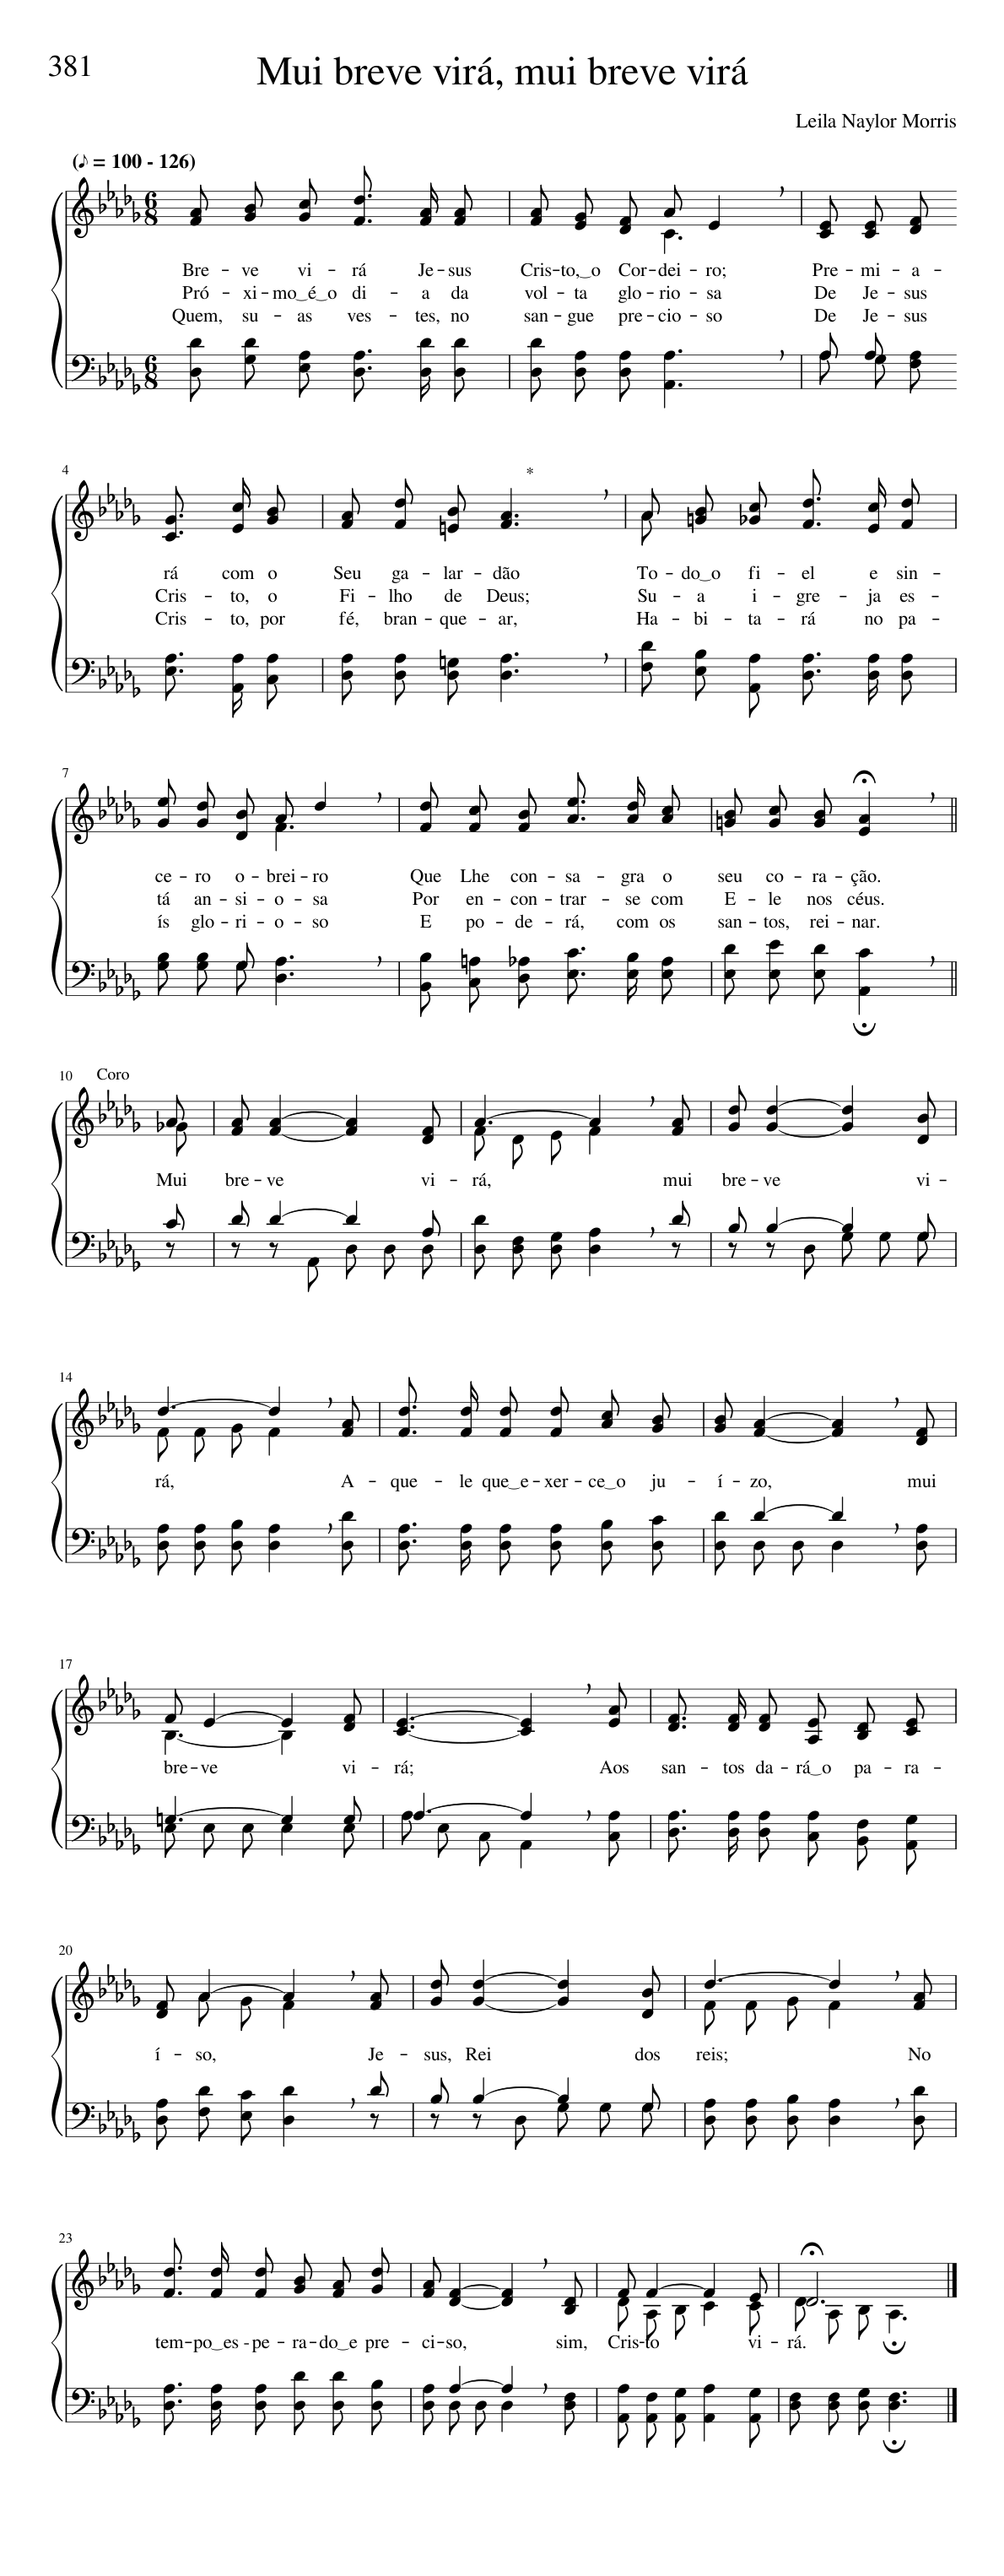 381
Mui breve virá, mui breve virá
Leila Naylor Morris
(♪ = 100 - 126)
6 8
Bre - ve vi - rá Je - sus Cris - to,‿o Cor - dei - ro; Pre - mi - a -
Pró - xi - mo‿é‿o di - a da vol - ta glo - rio - sa De Je - sus
Quem, su - as ves - tes, no san - gue pre - cio - so De Je - sus
6 8
4
*
rá com o Seu ga - lar - dão To - do‿o fi - el e sin -
Cris - to, o Fi - lho de Deus; Su - a i - gre - ja es -
Cris - to, por fé, bran - que - ar, Ha - bi - ta - rá no pa -
7
ce - ro o - brei - ro Que Lhe con - sa - gra o seu co - ra - ção.
tá an - si - o - sa Por en - con - trar - se com E - le nos céus.
ís glo - ri - o - so E po - de - rá, com os san - tos, rei - nar.
10 Coro
Mui bre - ve vi - rá, mui bre - ve vi -
14
rá, A - que - le que‿e - xer - ce‿o ju - í - zo, mui
17
bre - ve vi - rá; Aos san - tos da - rá‿o pa - ra -
20
í - so, Je - sus, Rei dos reis; No
23
tem - po‿es - pe - ra - do‿e pre - ci - so, sim, Cris - to vi - rá.